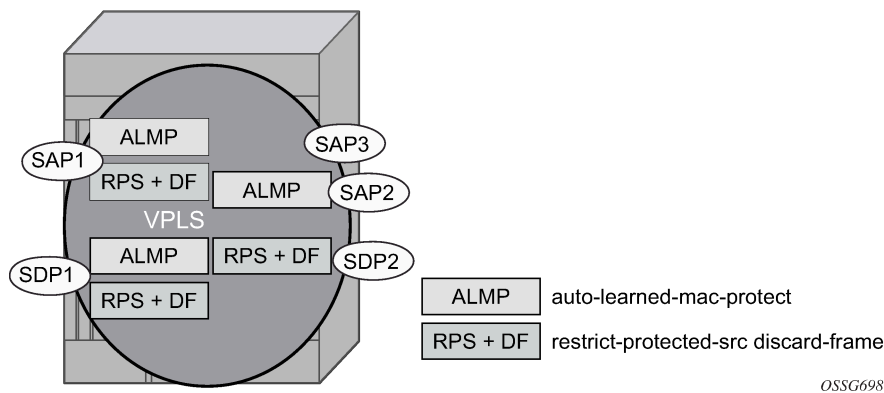 ALMP
SAP1
SAP3
RPS + DF
ALMP
SAP2
VPLS
ALMP
RPS + DF
SDP1
SDP2
RPS + DF
ALMP auto-learned-mac-protect
RPS + DF restrict-protected-src discard-frame
OSSG698